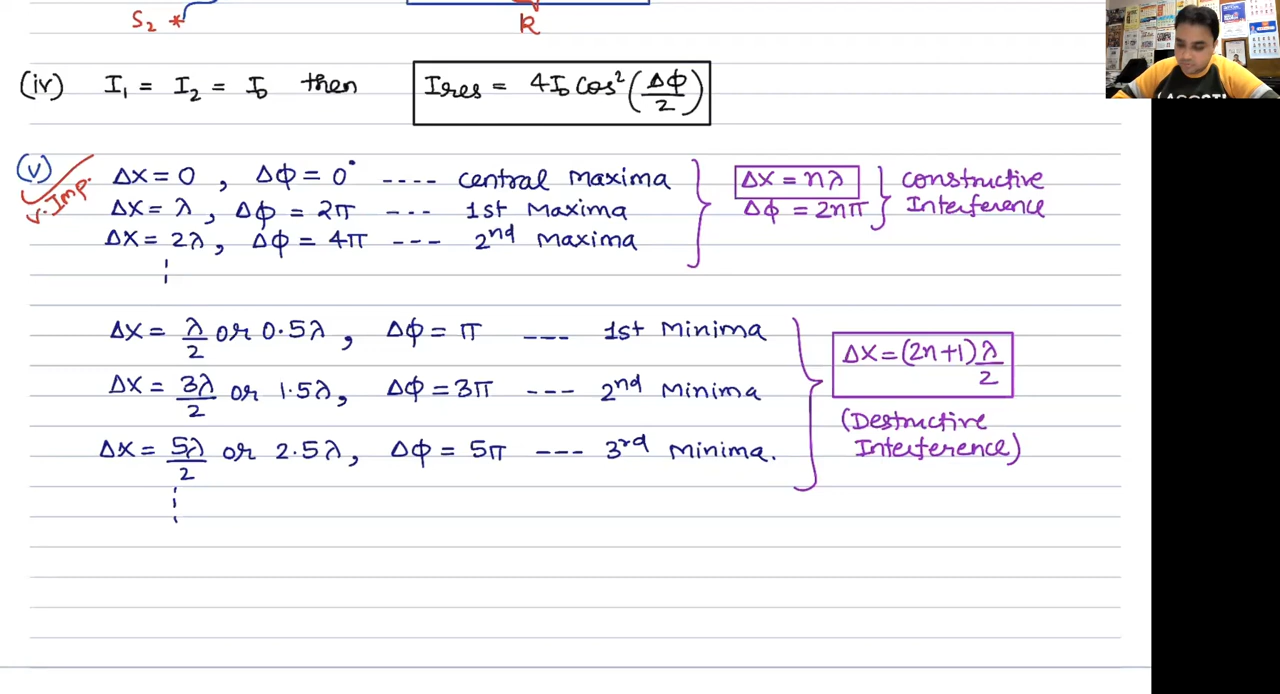 S₂ *
k
(iv) I₁ = I₂ = I₀ then Ires = 4I₀ Cos² (Δϕ/2)
(v) Δx = 0 , Δϕ = 0° ---- central Maxima
v. Imp.
Δx = λ , Δϕ = 2π --- 1st Maxima
Δx = 2λ , Δϕ = 4π --- 2nd Maxima
Δx = nλ
Δϕ = 2nπ
Constructive
Interference
Δx = λ/2 or 0.5λ , Δϕ = π --- 1st Minima
Δx = 3λ/2 or 1.5λ, Δϕ = 3π --- 2nd Minima
Δx = 5λ/2 or 2.5λ, Δϕ = 5π --- 3rd Minima.
Δx = (2n+1) λ/2
(Destructive
Interference)